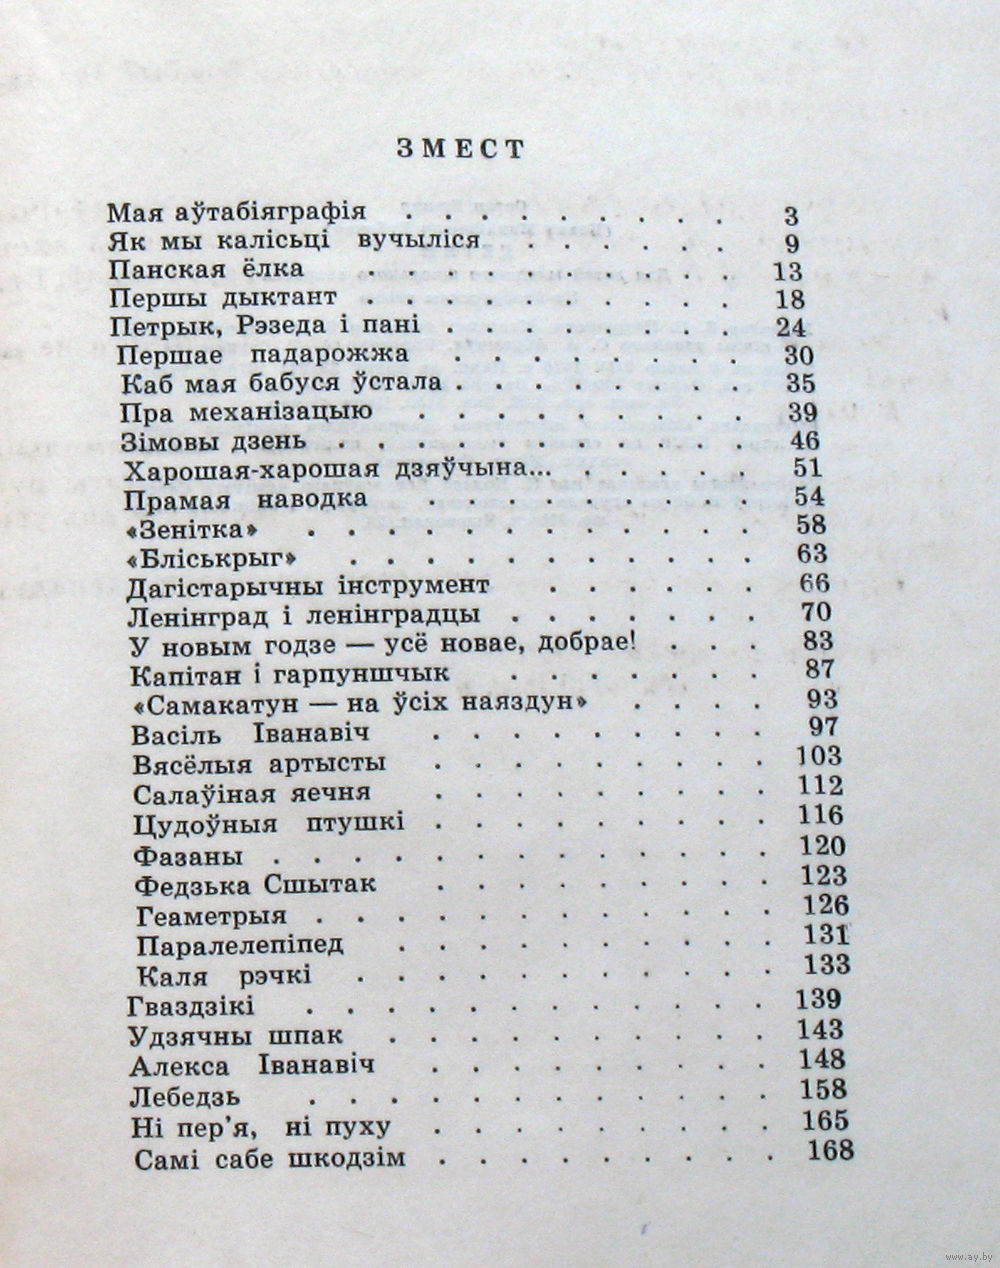 ЗМЕСТ
Мая аўтабіяграфія . . . . . . . . . 3
Як мы калісьці вучыліся . . . . . . 9
Панская ёлка . . . . . . . . . . 13
Першы дыктант . . . . . . . . . 18
Петрык, Рэзеда і пані . . . . . . . . 24
Першае падарожжа . . . . . . . . 30
Каб мая бабуся ўстала . . . . . . . 35
Пра механізацыю . . . . . . . . . 39
Зімовы дзень . . . . . . . . . . 46
Харошая-харошая дзяўчына... . . . . . 51
Прамая наводка . . . . . . . . . 54
«Зенітка» . . . . . . . . . . . . 58
«Бліськрыг» . . . . . . . . . . . 63
Дагістарычны інструмент . . . . . . 66
Ленінград і ленінградцы . . . . . . . 70
У новым годзе — усё новае, добрае! . . . 83
Капітан і гарпуншчык . . . . . . . 87
«Самакатун — на ўсіх наяздун» . . . . 93
Васіль Іванавіч . . . . . . . . . 97
Вясёлыя артысты . . . . . . . . . 103
Салаўіная яечня . . . . . . . . . 112
Цудоўныя птушкі . . . . . . . . . 116
Фазаны . . . . . . . . . . . . . 120
Федзька Сшытак . . . . . . . . . 123
Геаметрыя . . . . . . . . . . . . 126
Паралелепіпед . . . . . . . . . . 131
Каля рэчкі . . . . . . . . . . . 133
Гваздзікі . . . . . . . . . . . . 139
Удзячны шпак . . . . . . . . . . 143
Алекса Іванавіч . . . . . . . . . 148
Лебедзь . . . . . . . . . . . . 158
Ні пер’я, ні пуху . . . . . . . . . 165
Самі сабе шкодзім . . . . . . . . . 168
www.ay.by